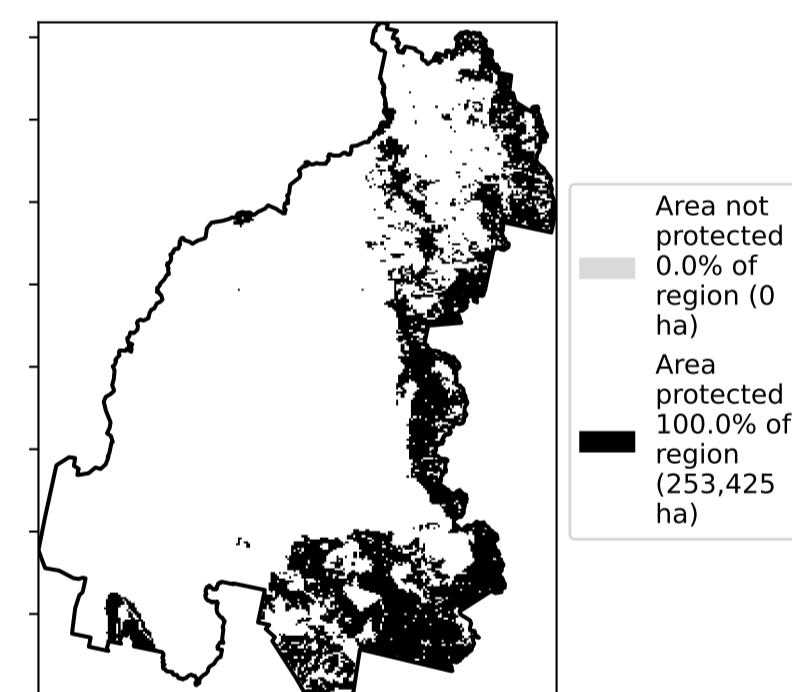 Area not
protected
0.0% of
region (0
ha)
Area
protected
100.0% of
region
(253,425
ha)